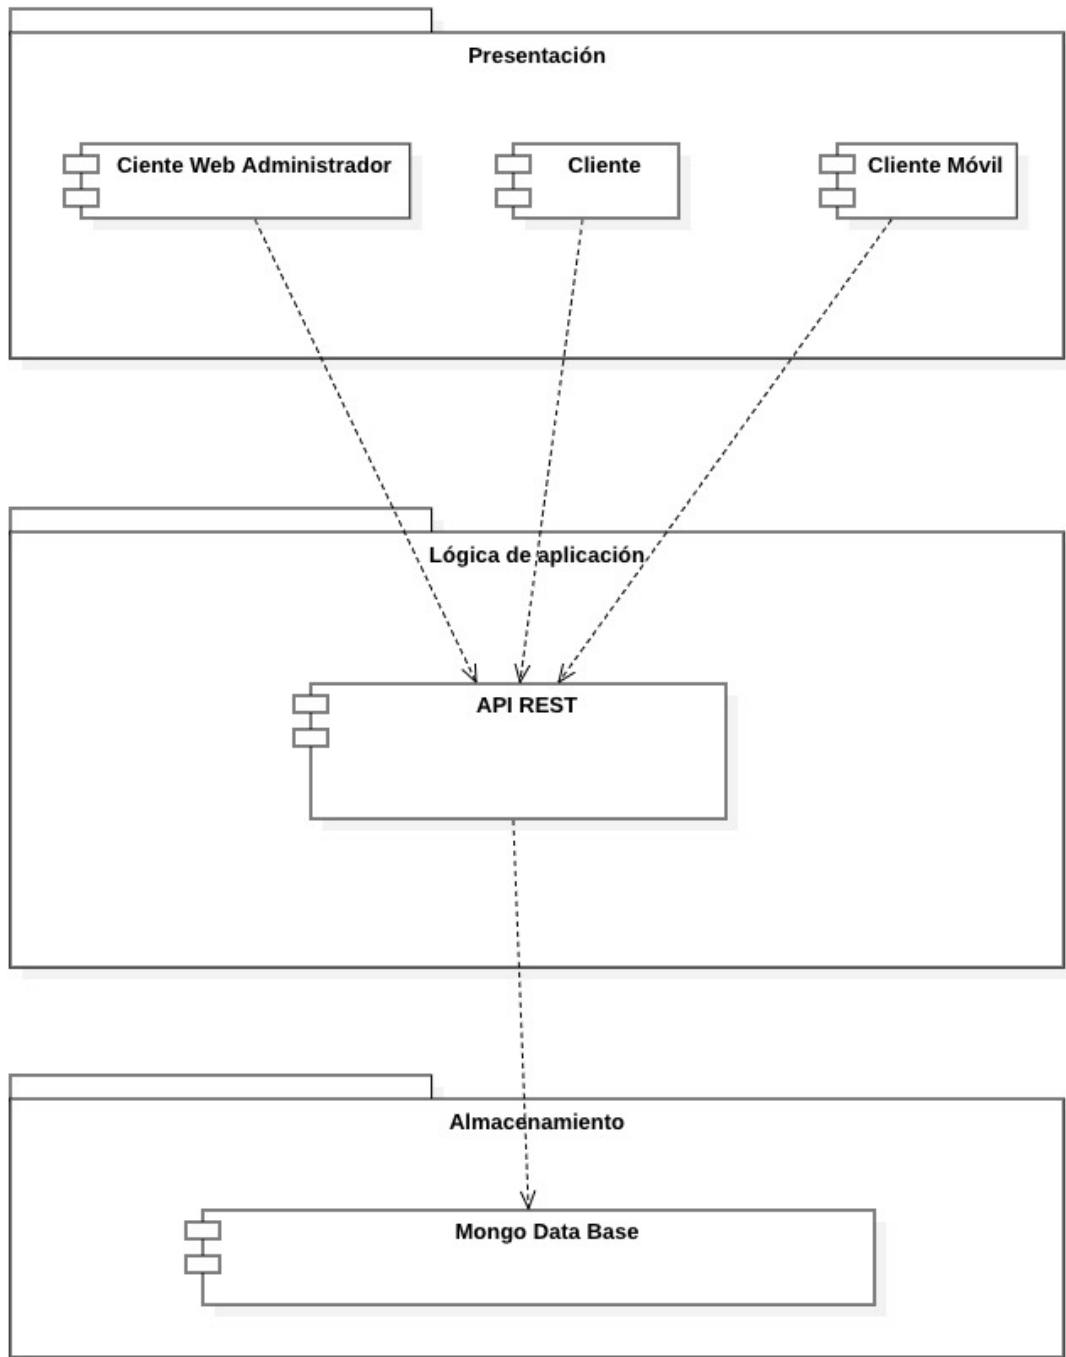 Presentación
Ciente Web Administrador
Cliente
Cliente Móvil
Lógica de aplicación
API REST
Almacenamiento
Mongo Data Base